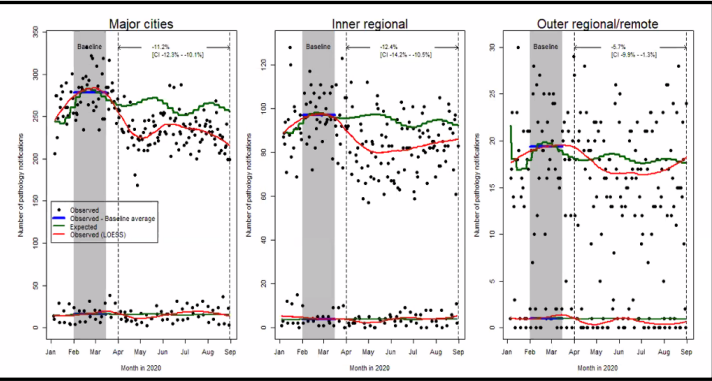 Major cities
Inner regional
Outer regional/remote
Baseline
-11.2%
[CI -12.3% - -10.1%]
Baseline
-12.4%
[CI -14.2% - -10.5%]
Baseline
-5.7%
[CI -9.9% - -1.3%]
Number of pathology notifications
350
300
250
200
150
100
50
0
Number of pathology notifications
120
100
80
60
40
20
0
Number of pathology notifications
30
25
20
15
10
5
0
Observed
Observed - Baseline average
Expected
Observed (LOESS)
Jan Feb Mar Apr May Jun Jul Aug Sep
Jan Feb Mar Apr May Jun Jul Aug Sep
Jan Feb Mar Apr May Jun Jul Aug Sep
Month in 2020
Month in 2020
Month in 2020